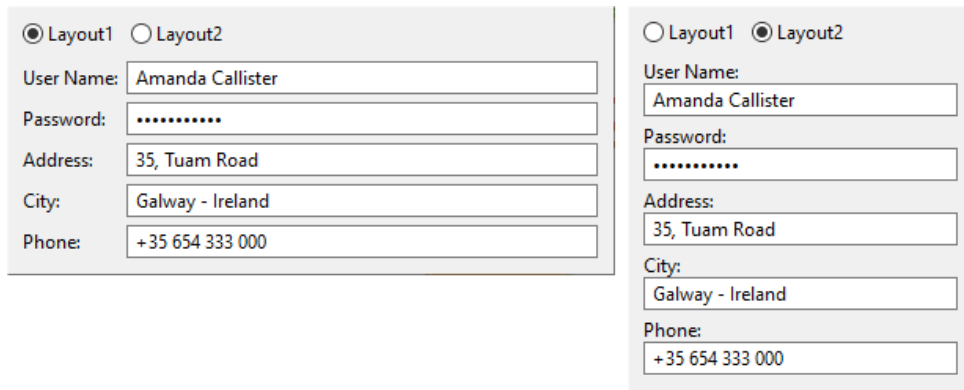 Layout1 Layout2
User Name: Amanda Callister
Password: •••••••••••
Address: 35, Tuam Road
City: Galway - Ireland
Phone: +35 654 333 000
Layout1 Layout2
User Name:
Amanda Callister
Password:
•••••••••••
Address:
35, Tuam Road
City:
Galway - Ireland
Phone:
+35 654 333 000